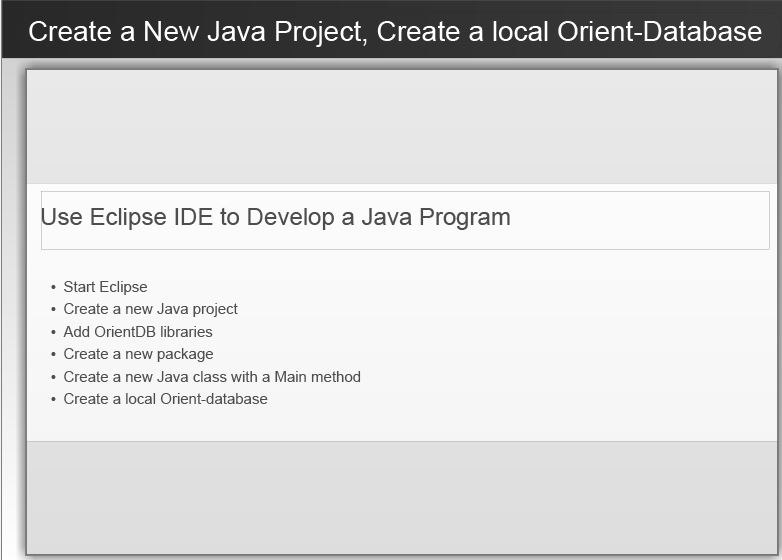 Create a New Java Project, Create a local Orient-Database
Use Eclipse IDE to Develop a Java Program
• Start Eclipse
• Create a new Java project
• Add OrientDB libraries
• Create a new package
• Create a new Java class with a Main method
• Create a local Orient-database